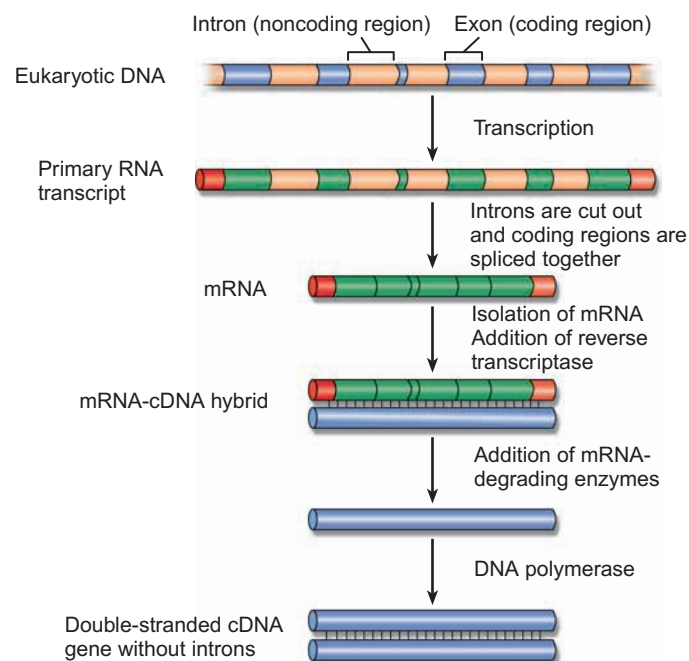 Intron (noncoding region)
Exon (coding region)
Eukaryotic DNA
Transcription
Primary RNA
transcript
Introns are cut out
and coding regions are
spliced together
mRNA
Isolation of mRNA
Addition of reverse
transcriptase
mRNA-cDNA hybrid
Addition of mRNA-
degrading enzymes
DNA polymerase
Double-stranded cDNA
gene without introns